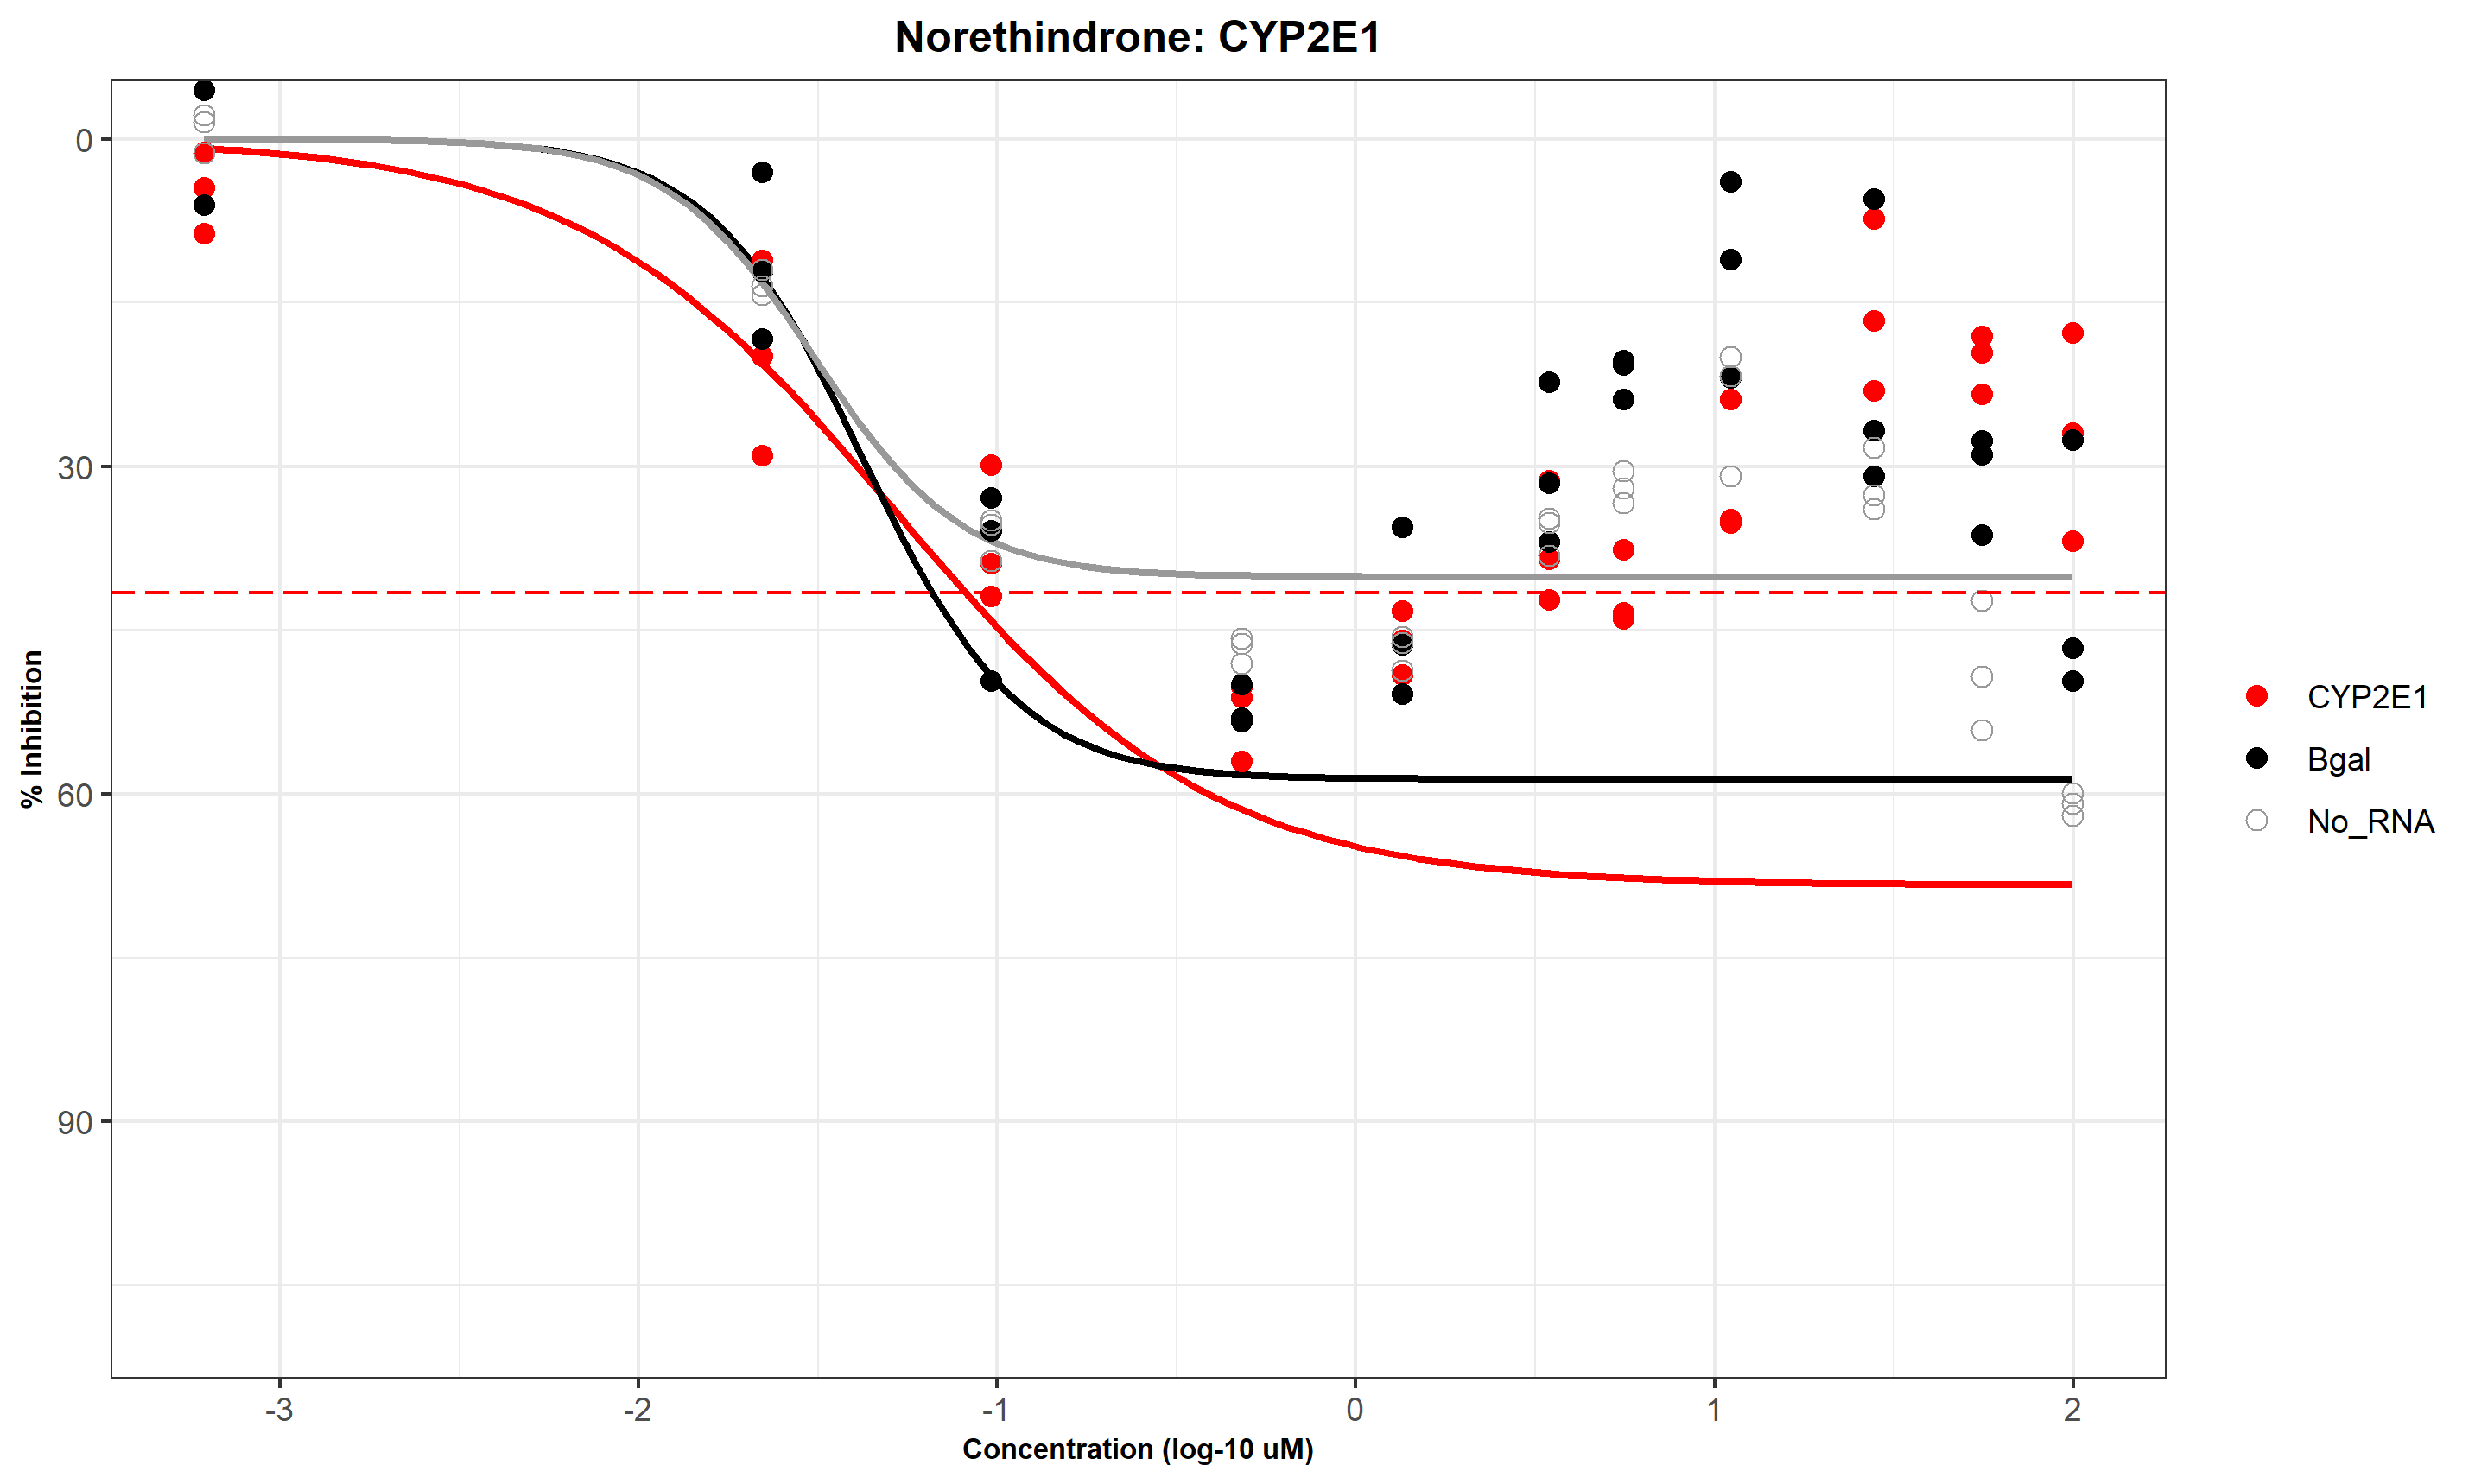 Norethindrone: CYP2E1
0
30
60
90
% Inhibition
-3 -2 -1 0 1 2
Concentration (log-10 uM)
CYP2E1
Bgal
No_RNA